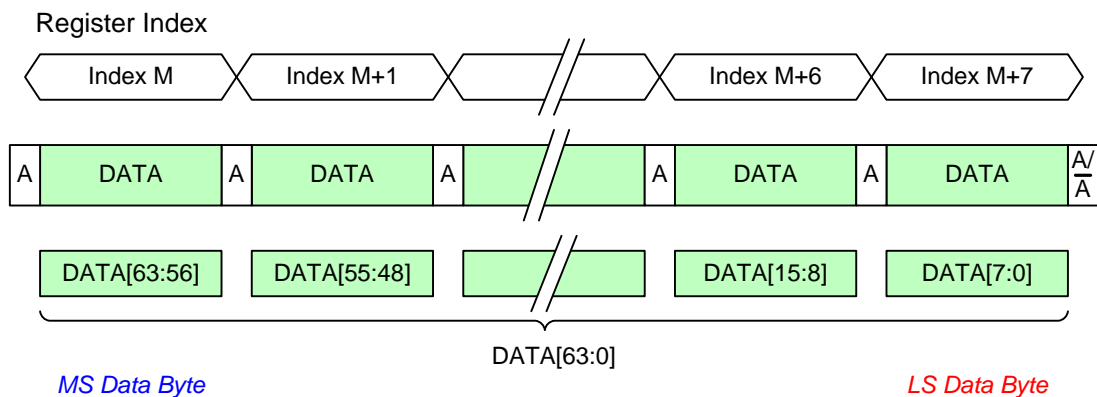 Register Index
Index M Index M+1 Index M+6 Index M+7
A DATA A DATA A A DATA A DATA A/
A
DATA[63:56] DATA[55:48] DATA[15:8] DATA[7:0]
DATA[63:0]
MS Data Byte LS Data Byte